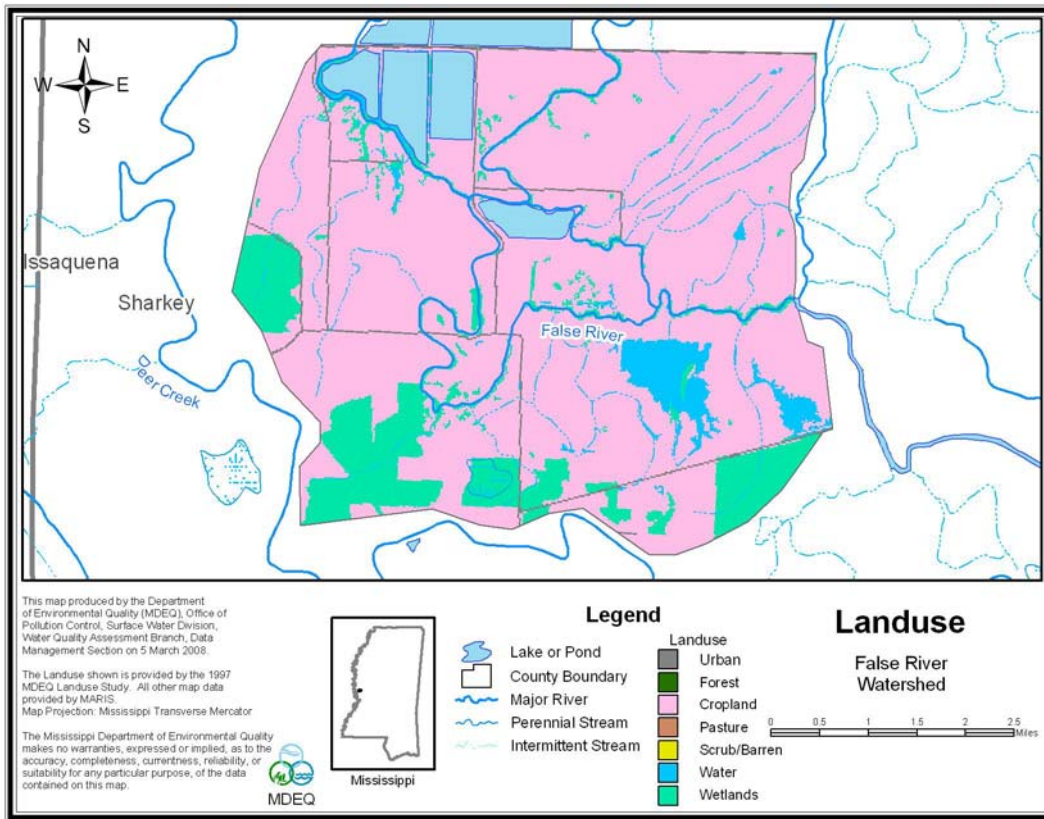 N
W E
S
Issaquena
Sharkey
Deer Creek
False River
This map produced by the Department
of Environmental Quality (MDEQ), Office of
Pollution Control, Surface Water Division,
Water Quality Assessment Branch, Data
Management Section on 5 March 2008.
The Landuse shown is provided by the 1997
MDEQ Landuse Study. All other map data
provided by MARIS.
Map Projection: Mississippi Transverse Mercator
The Mississippi Department of Environmental Quality
makes no warranties, expressed or implied, as to the
accuracy, completeness, currentness, reliability, or
suitability for any particular purpose, of the data
contained on this map.
MDEQ
Mississippi
Legend
Lake or Pond
County Boundary
Major River
Perennial Stream
Intermittent Stream
Landuse
Urban
Forest
Cropland
Pasture
Scrub/Barren
Water
Wetlands
Landuse
False River
Watershed
0 0.5 1 1.5 2 2.5
Miles